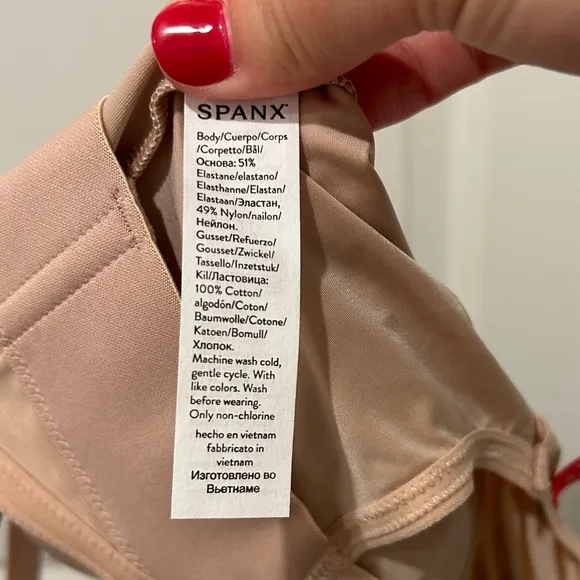 SPANX
Body/Cuerpo/Corps
/Corpetto/Bål/
Основа: 51%
Elastane/elastano/
Elasthanne/Elastan/
Elastaan/Эластан,
49% Nylon/nailon/
Нейлон.
Gusset/Refuerzo/
Gousset/Zwickel/
Tassello/Inzetstuk/
Kil/Ластовица:
100% Cotton/
algodón/Coton/
Baumwolle/Cotone/
Katoen/Bomull/
Хлопок.
Machine wash cold,
gentle cycle. With
like colors. Wash
before wearing.
Only non-chlorine
hecho en vietnam
fabbricato in
vietnam
Изготовлено во
Вьетнаме